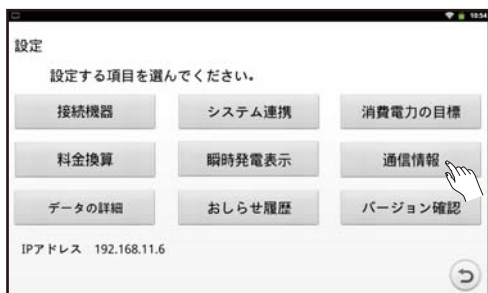 10:54
設定
設定する項目を選んでください。
接続機器 システム連携 消費電力の目標
料金換算 瞬時発電表示 通信情報
データの詳細 おしらせ履歴 バージョン確認
IPアドレス 192.168.11.6